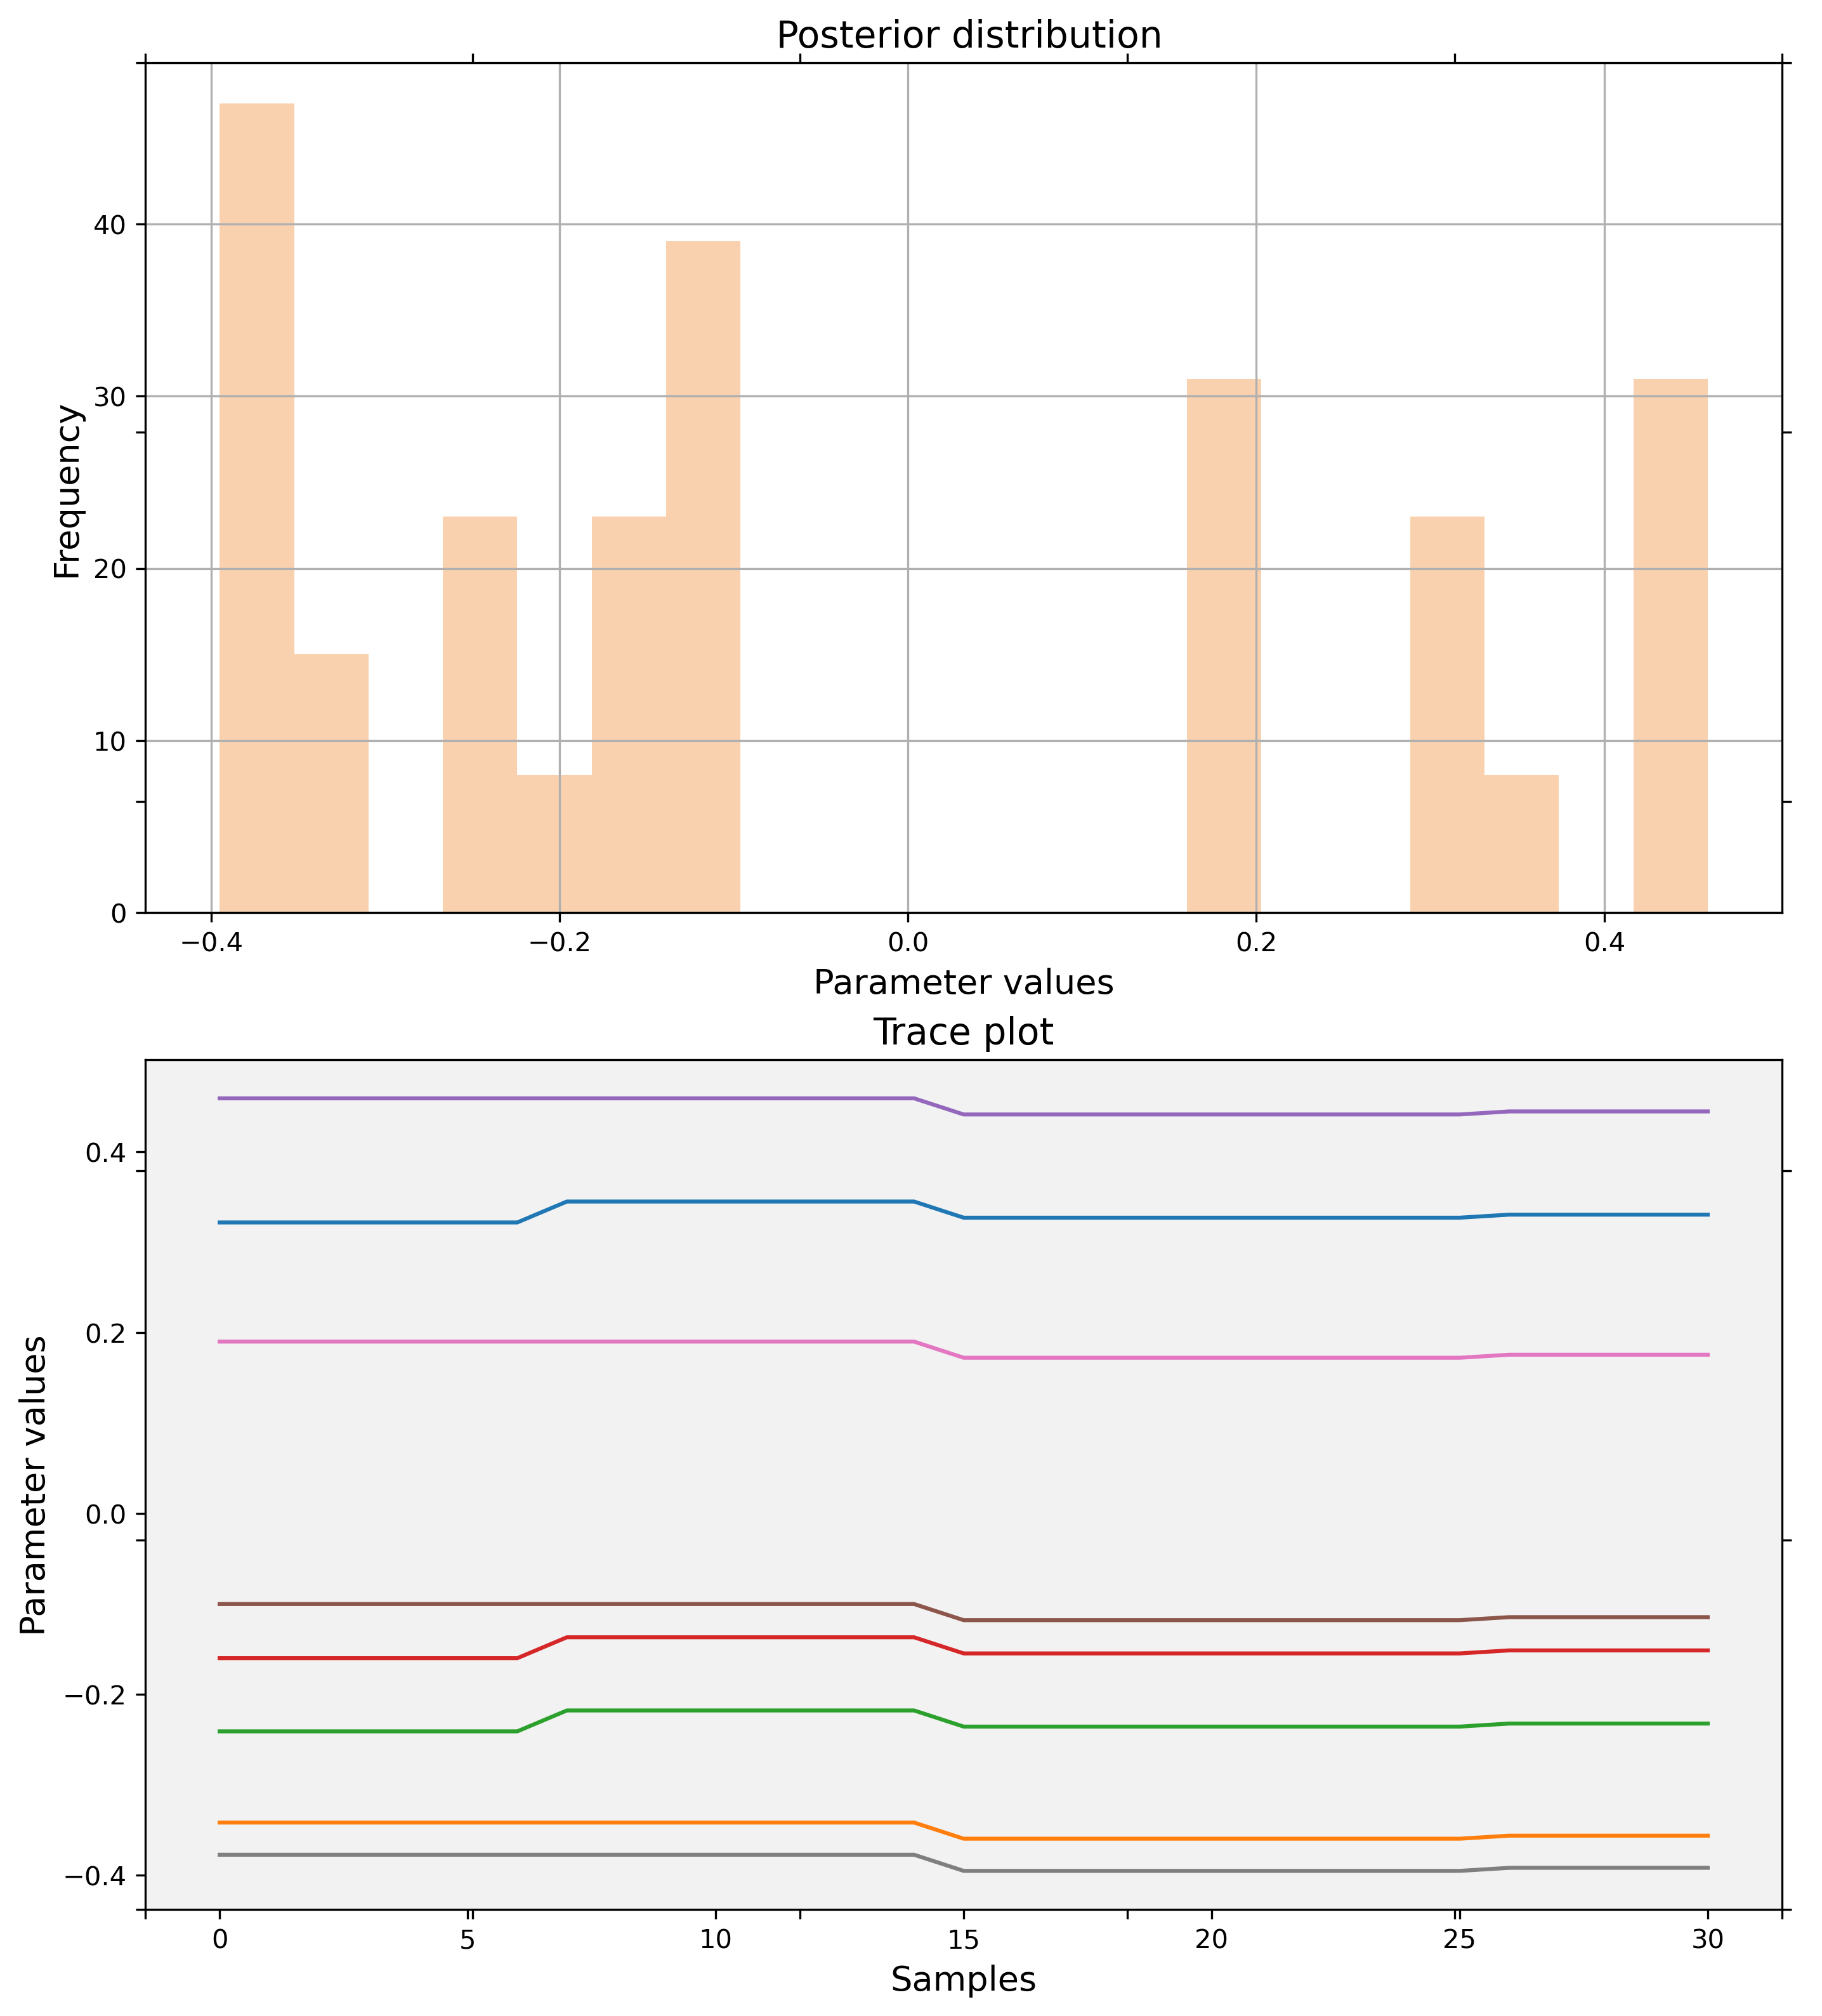 Posterior distribution
40
30
20
10
0
Frequency
−0.4 −0.2 0.0 0.2 0.4
Parameter values
Trace plot
0.4
0.2
0.0
−0.2
−0.4
Parameter values
0 5 10 15 20 25 30
Samples